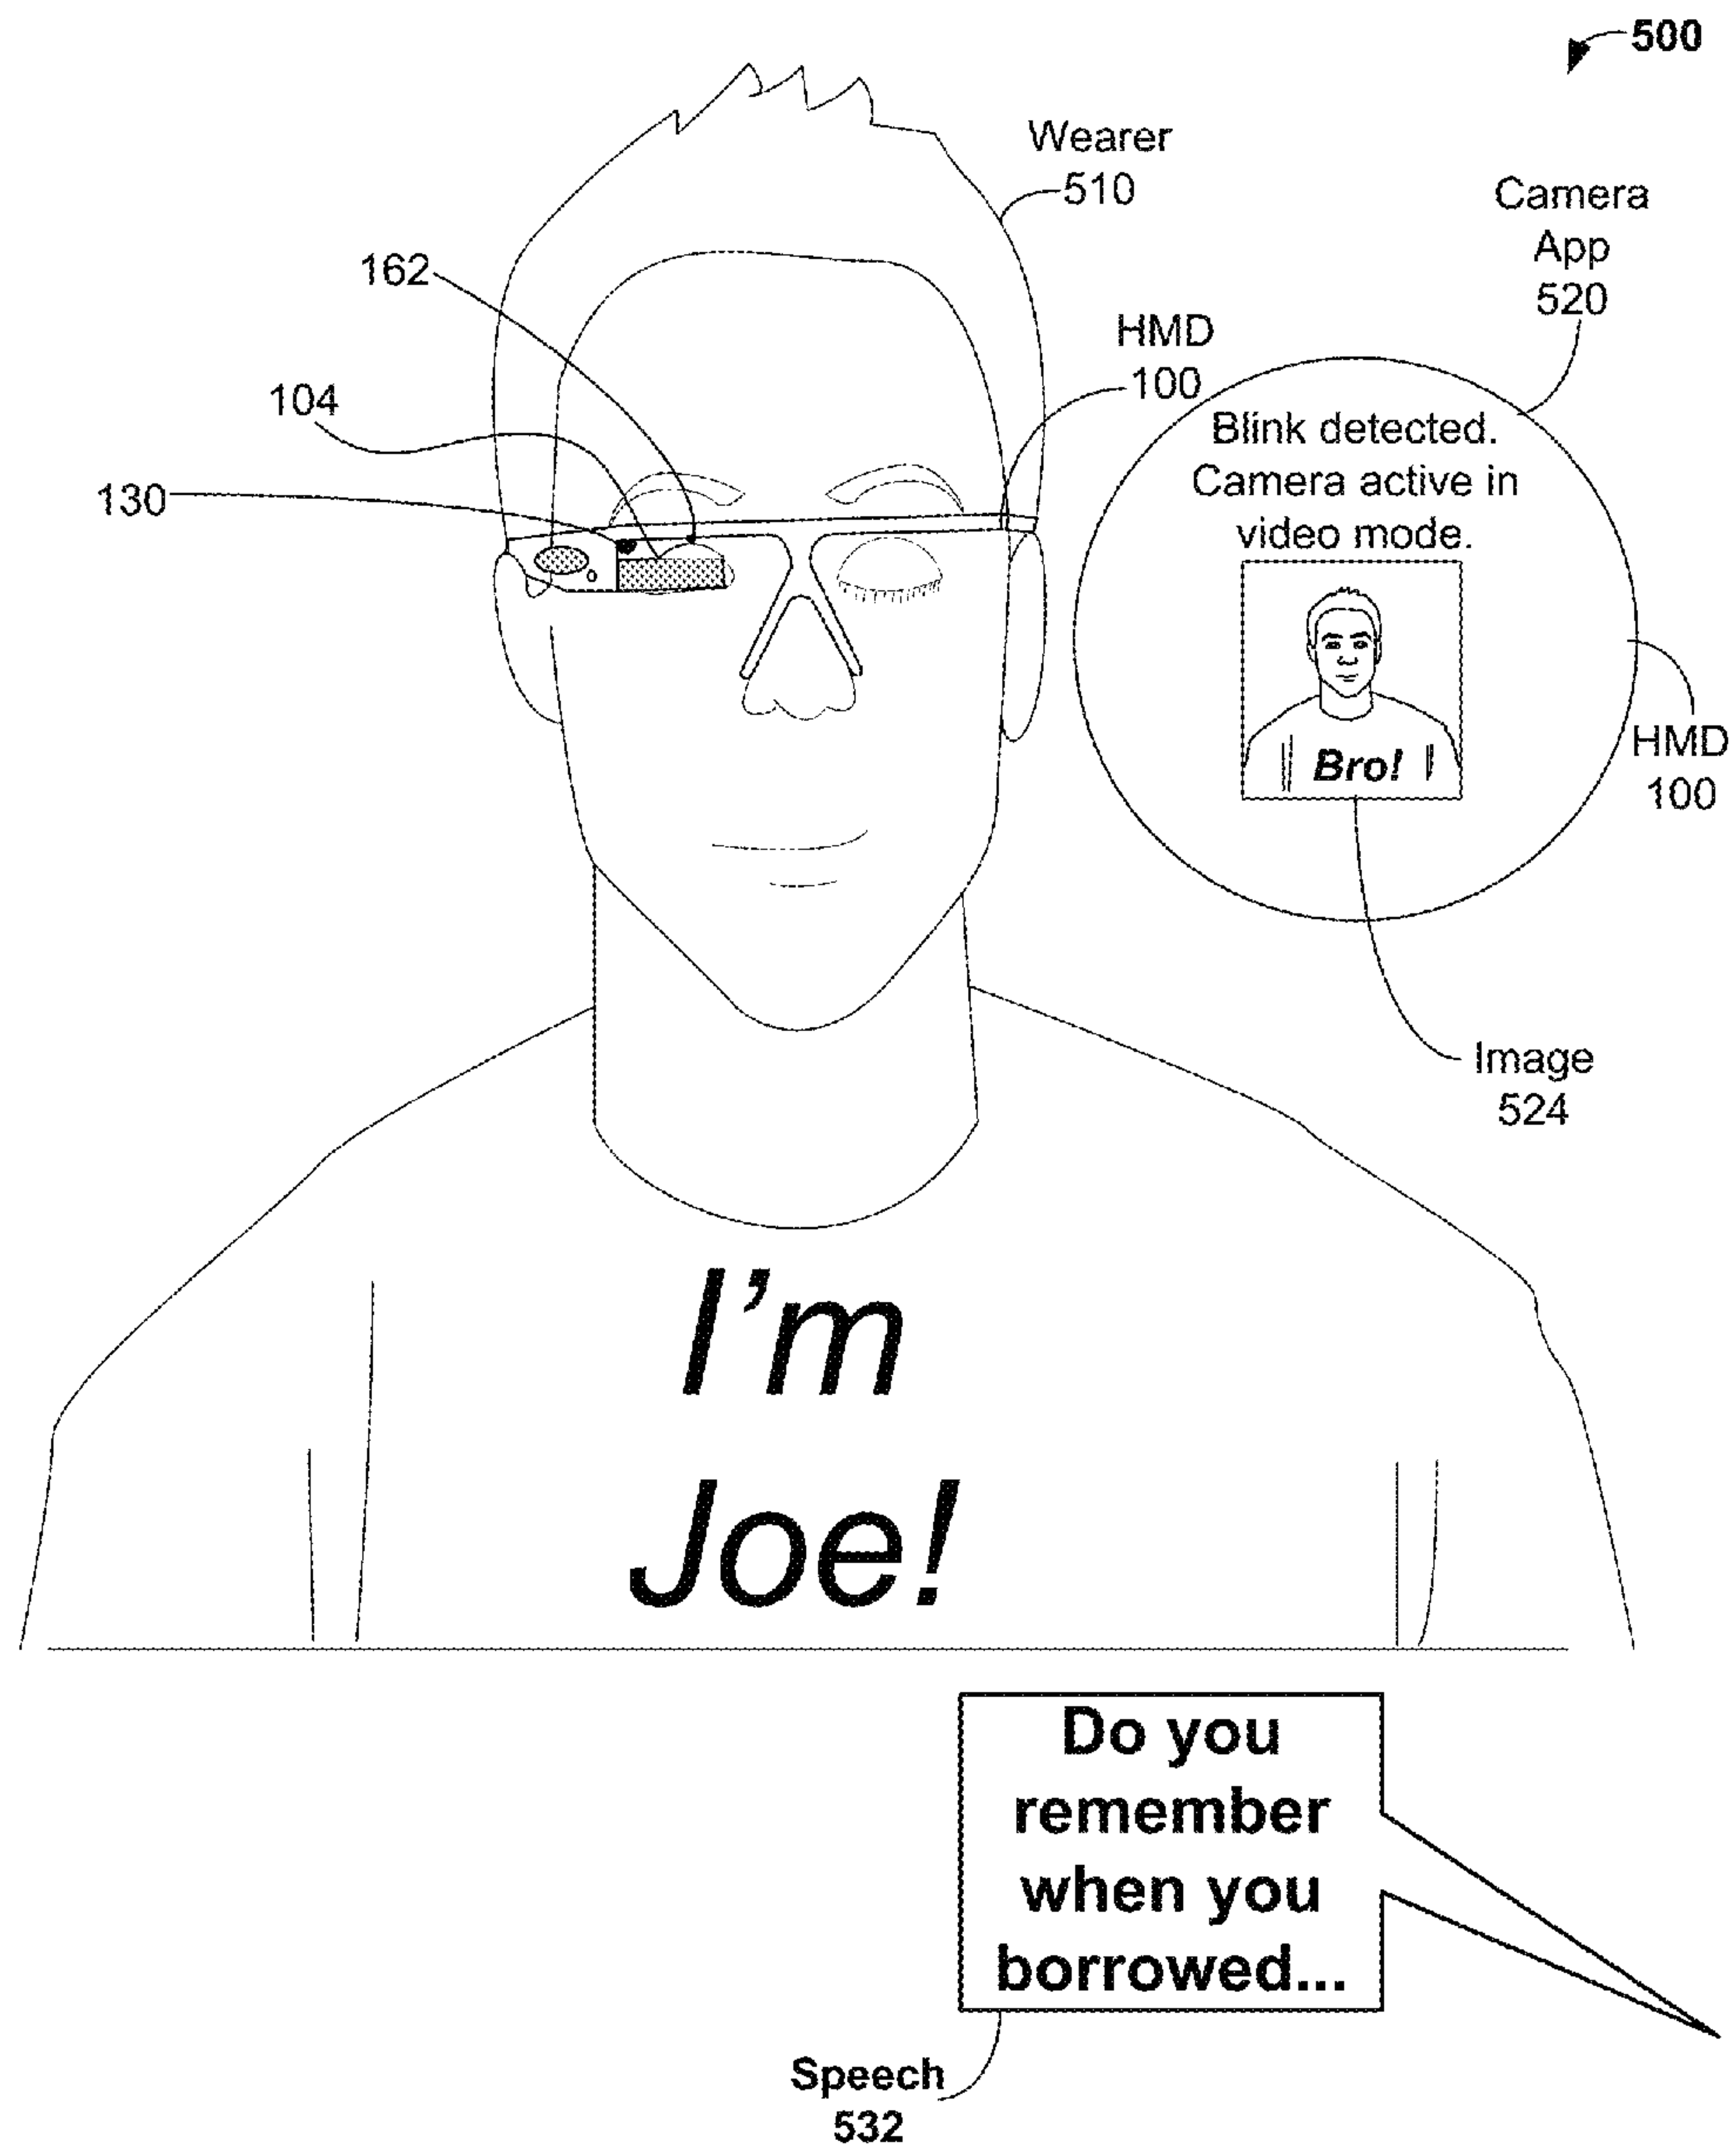 500
Wearer
510
Camera
App
520
162
HMD
100
104
130
Blink detected.
Camera active in
video mode.
Bro!
HMD
100
Image
524
I'm
Joe!
Do you
remember
when you
borrowed...
Speech
532